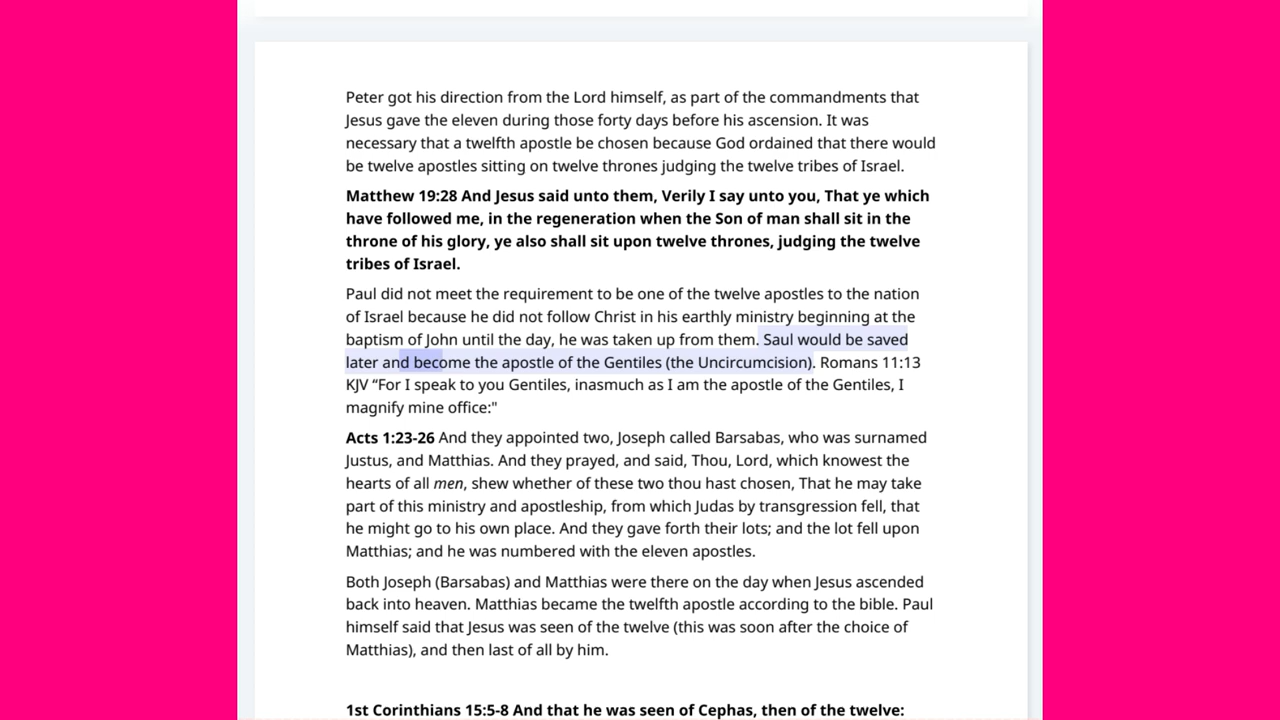 Peter got his direction from the Lord himself, as part of the commandments that
Jesus gave the eleven during those forty days before his ascension. It was
necessary that a twelfth apostle be chosen because God ordained that there would
be twelve apostles sitting on twelve thrones judging the twelve tribes of Israel.
Matthew 19:28 And Jesus said unto them, Verily I say unto you, That ye which
have followed me, in the regeneration when the Son of man shall sit in the
throne of his glory, ye also shall sit upon twelve thrones, judging the twelve
tribes of Israel.
Paul did not meet the requirement to be one of the twelve apostles to the nation
of Israel because he did not follow Christ in his earthly ministry beginning at the
baptism of John until the day, he was taken up from them. Saul would be saved
later and become the apostle of the Gentiles (the Uncircumcision). Romans 11:13
KJV “For I speak to you Gentiles, inasmuch as I am the apostle of the Gentiles, I
magnify mine office:"
Acts 1:23-26 And they appointed two, Joseph called Barsabas, who was surnamed
Justus, and Matthias. And they prayed, and said, Thou, Lord, which knowest the
hearts of all men, shew whether of these two thou hast chosen, That he may take
part of this ministry and apostleship, from which Judas by transgression fell, that
he might go to his own place. And they gave forth their lots; and the lot fell upon
Matthias; and he was numbered with the eleven apostles.
Both Joseph (Barsabas) and Matthias were there on the day when Jesus ascended
back into heaven. Matthias became the twelfth apostle according to the bible. Paul
himself said that Jesus was seen of the twelve (this was soon after the choice of
Matthias), and then last of all by him.
1st Corinthians 15:5-8 And that he was seen of Cephas, then of the twelve: